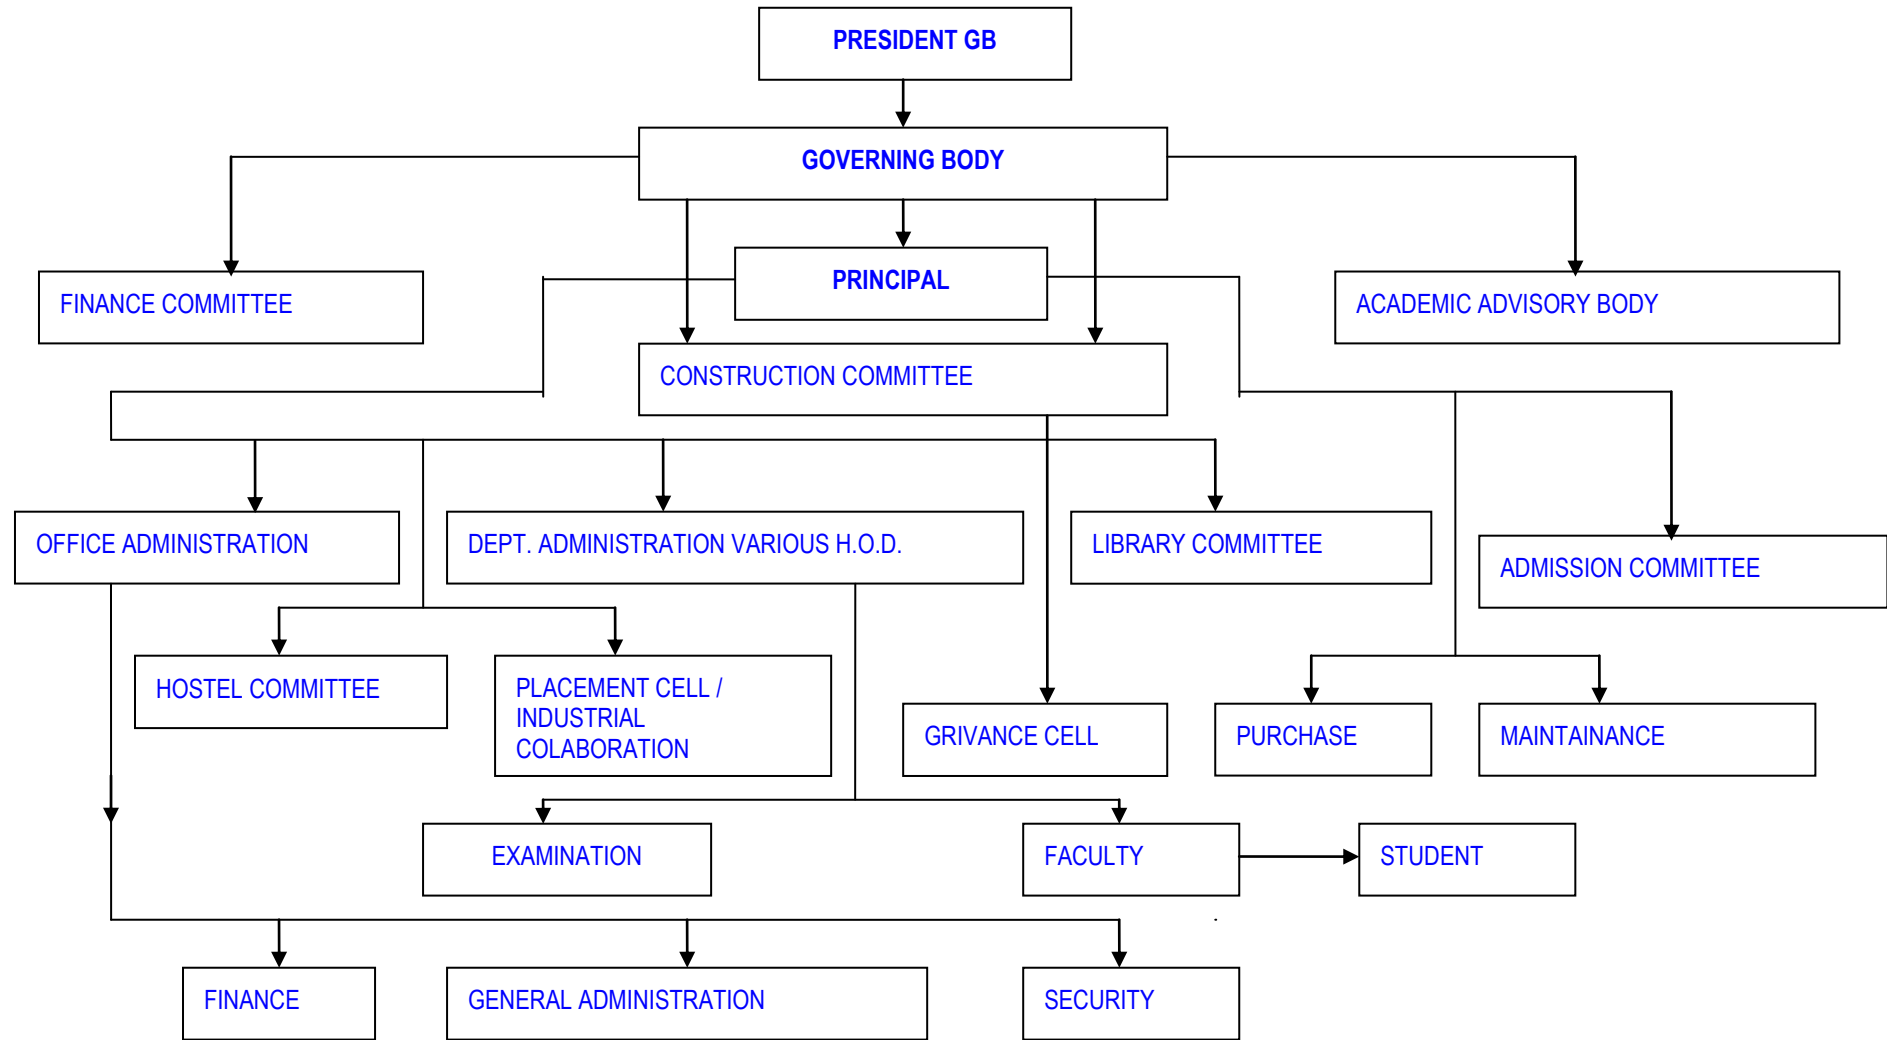 PRESIDENT GB
GOVERNING BODY
PRINCIPAL
FINANCE COMMITTEE
ACADEMIC ADVISORY BODY
CONSTRUCTION COMMITTEE
OFFICE ADMINISTRATION
DEPT. ADMINISTRATION VARIOUS H.O.D.
LIBRARY COMMITTEE
ADMISSION COMMITTEE
HOSTEL COMMITTEE
PLACEMENT CELL /
INDUSTRIAL
COLABORATION
GRIVANCE CELL
PURCHASE
MAINTAINANCE
EXAMINATION
FACULTY
STUDENT
FINANCE
GENERAL ADMINISTRATION
SECURITY